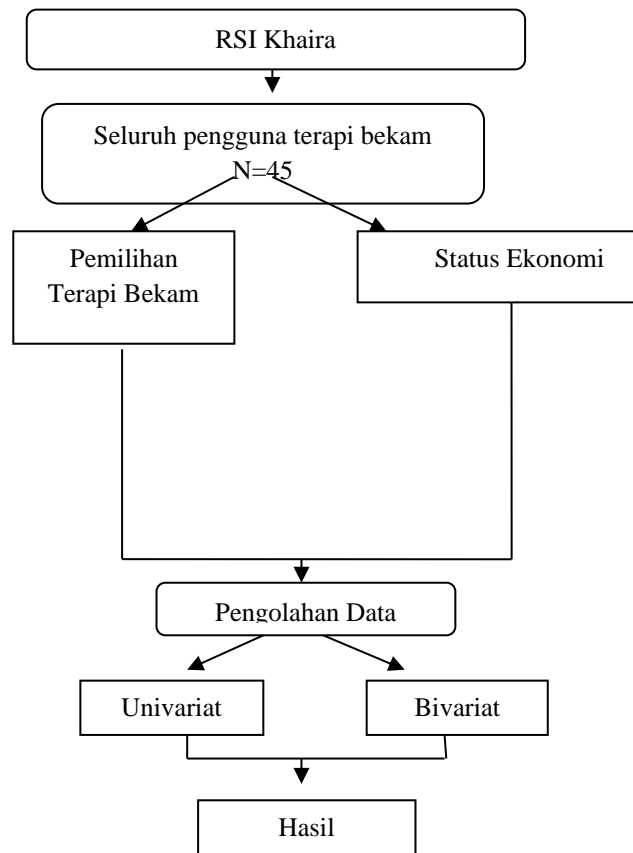 RSI Khaira
Seluruh pengguna terapi bekam
N=45
Pemilihan
Terapi Bekam
Status Ekonomi
Pengolahan Data
Univariat
Bivariat
Hasil